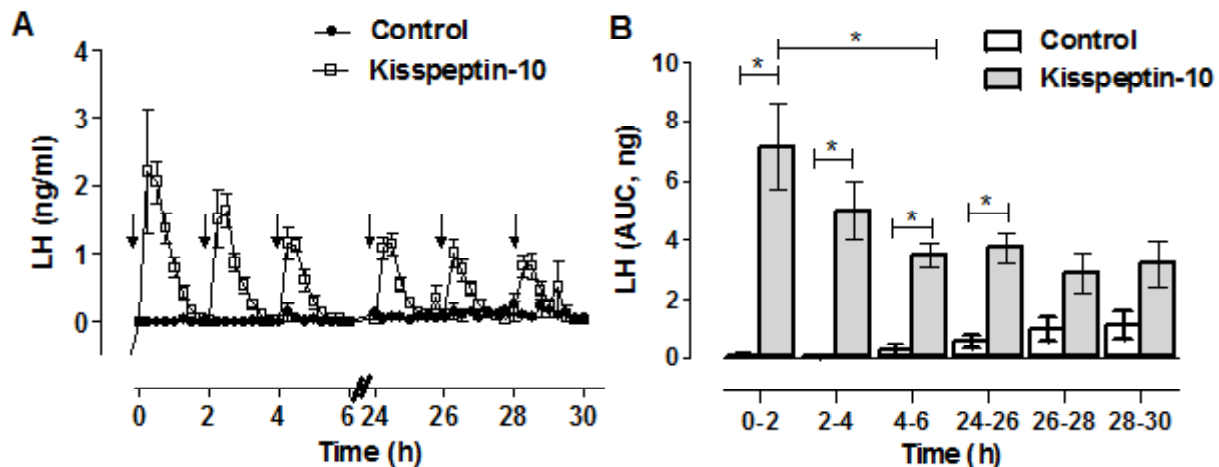 A
Control
Kisspeptin-10
LH (ng/ml)
4
3
2
1
0
0 2 4 6 24 26 28 30
Time (h)
B
Control
Kisspeptin-10
LH (AUC, ng)
10
8
6
4
2
0
*
*
*
*
*
0-2 2-4 4-6 24-26 26-28 28-30
Time (h)